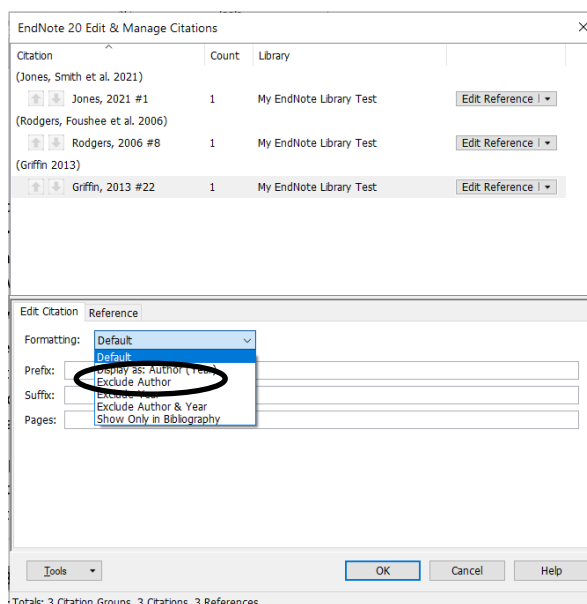 EndNote 20 Edit & Manage Citations
Citation Count Library
(Jones, Smith et al. 2021)
Jones, 2021 #1 1 My EndNote Library Test Edit Reference
(Rodgers, Foushee et al. 2006)
Rodgers, 2006 #8 1 My EndNote Library Test Edit Reference
(Griffin 2013)
Griffin, 2013 #22 1 My EndNote Library Test Edit Reference
Edit Citation Reference
Formatting: Default
Default
Display as: Author (Year)
Prefix:
Exclude Author
Suffix:
Exclude Year
Exclude Author & Year
Pages:
Show Only in Bibliography
Tools OK Cancel Help
Totals: 3 Citation Groups, 3 Citations, 3 References